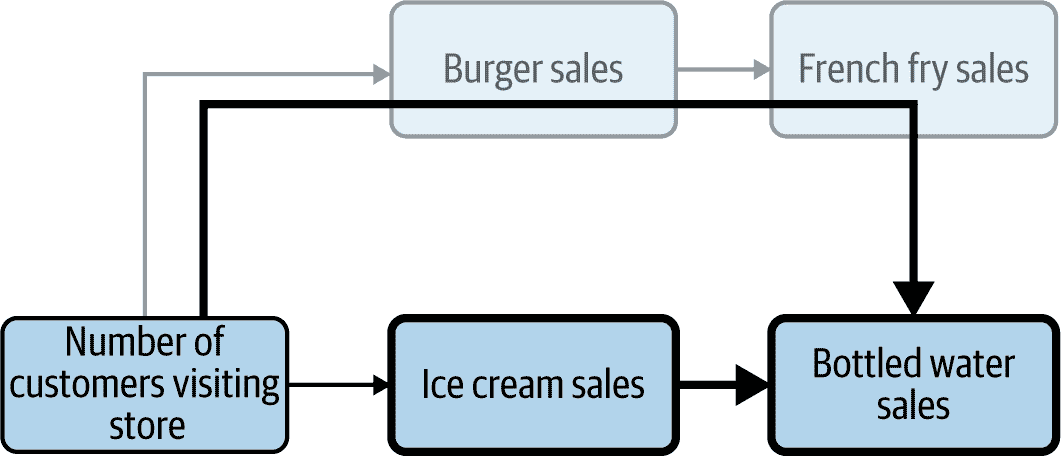 Burger sales
French fry sales
Number of
customers visiting
store
Ice cream sales
Bottled water
sales